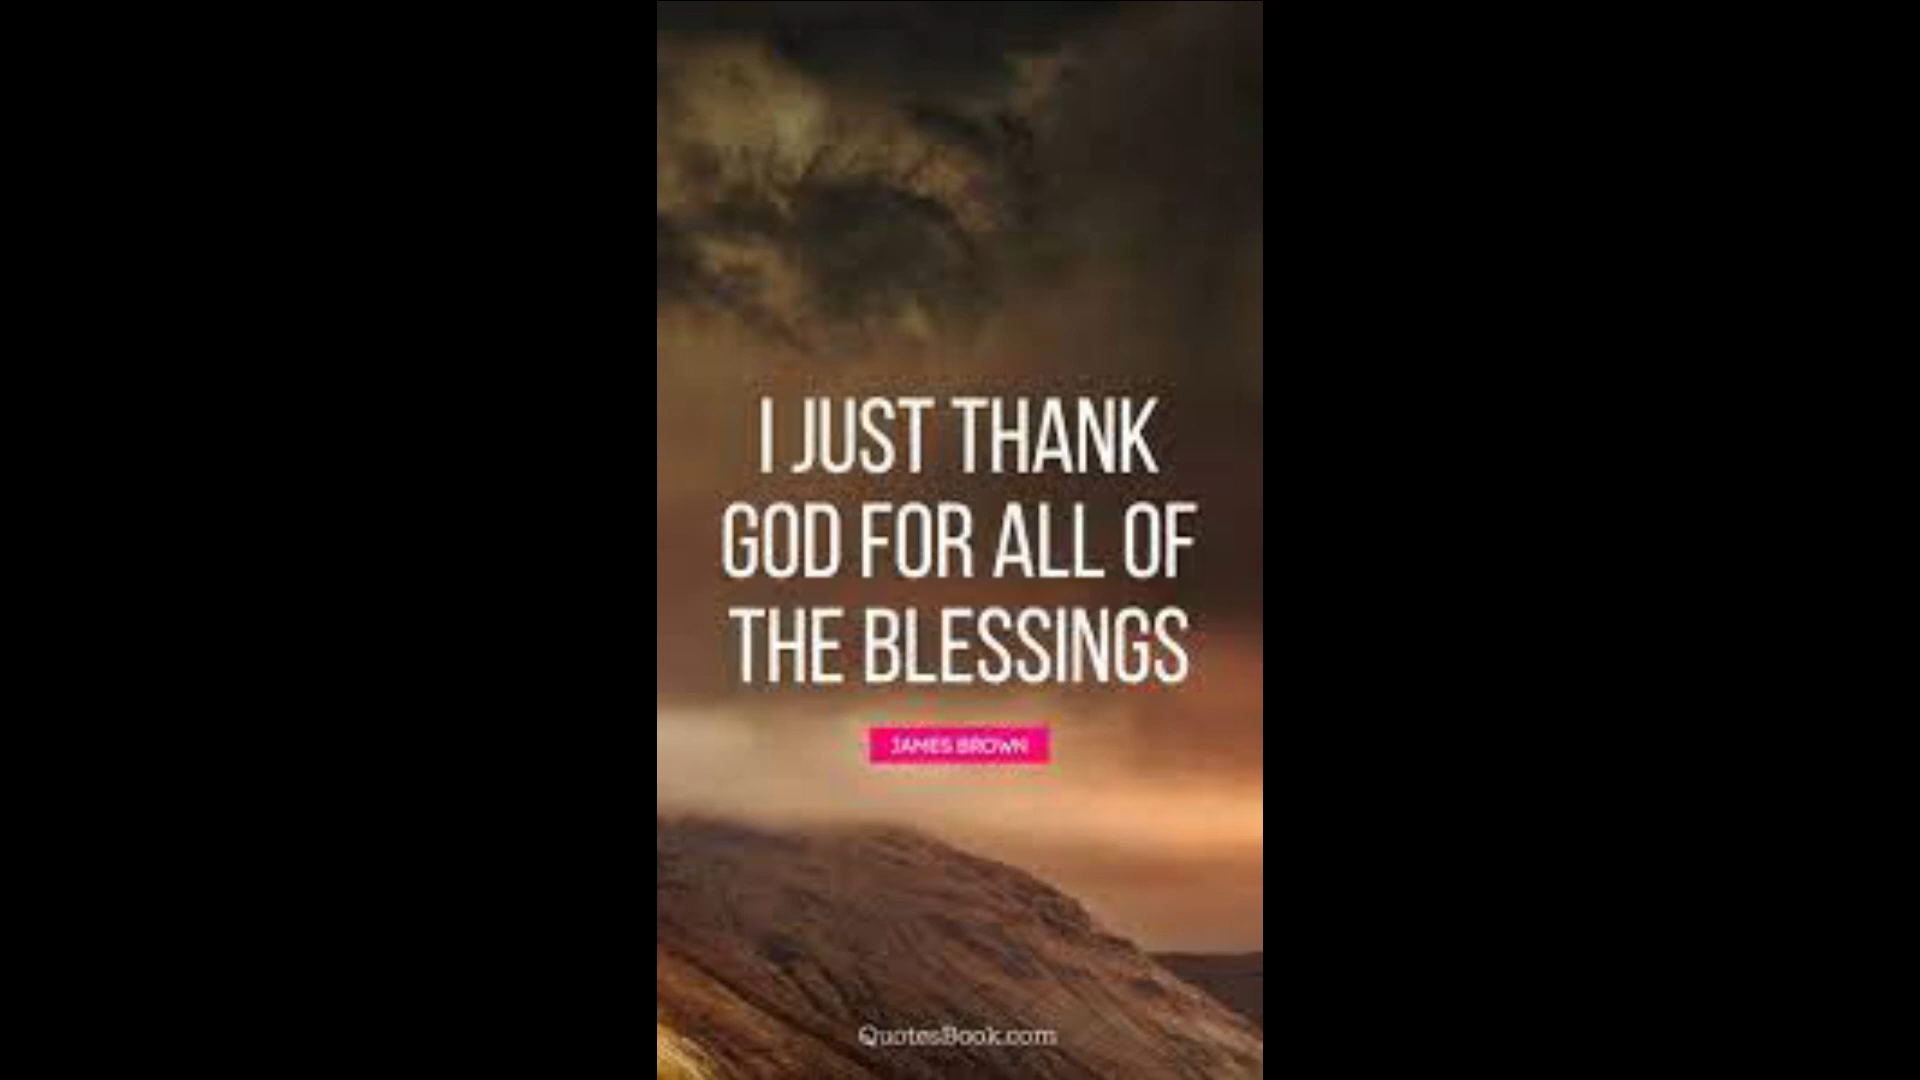 I JUST THANK
GOD FOR ALL OF
THE BLESSINGS
JAMES BROWN
QuotesBook.com